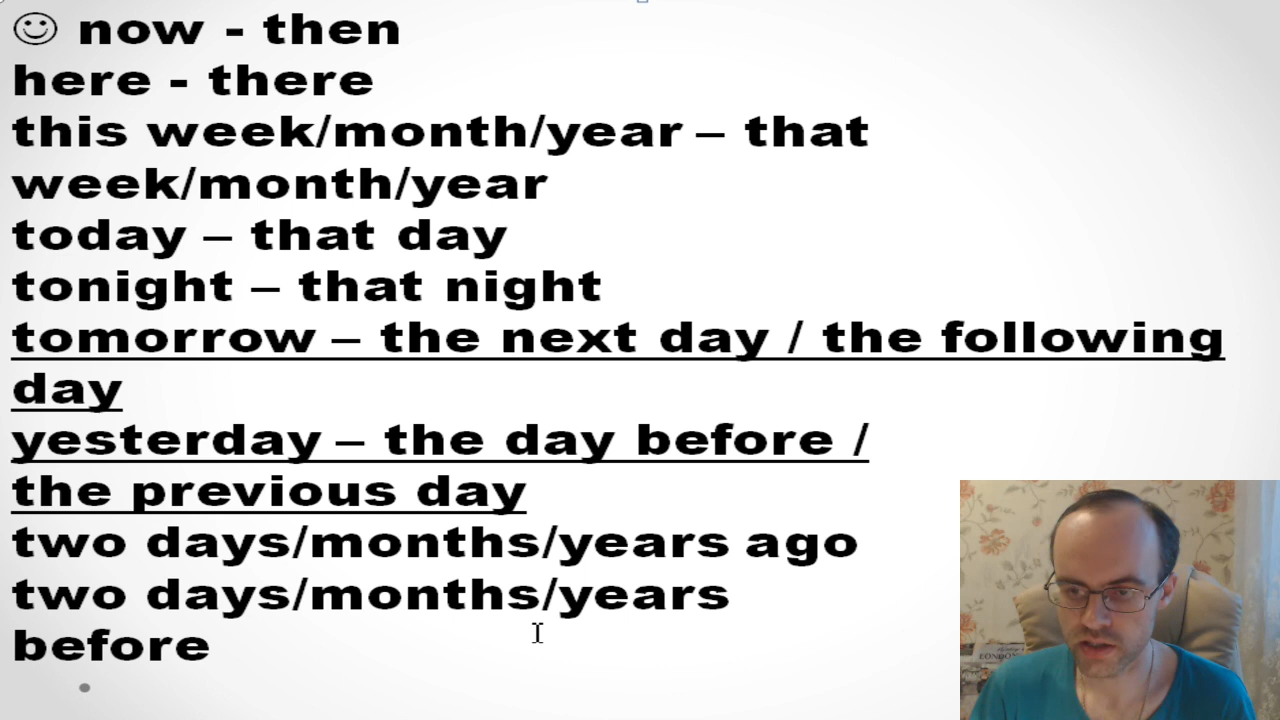 ☺ now - then
here - there
this week/month/year – that
week/month/year
today – that day
tonight – that night
tomorrow – the next day / the following
day
yesterday – the day before /
the previous day
two days/months/years ago
two days/months/years
before
LONDON